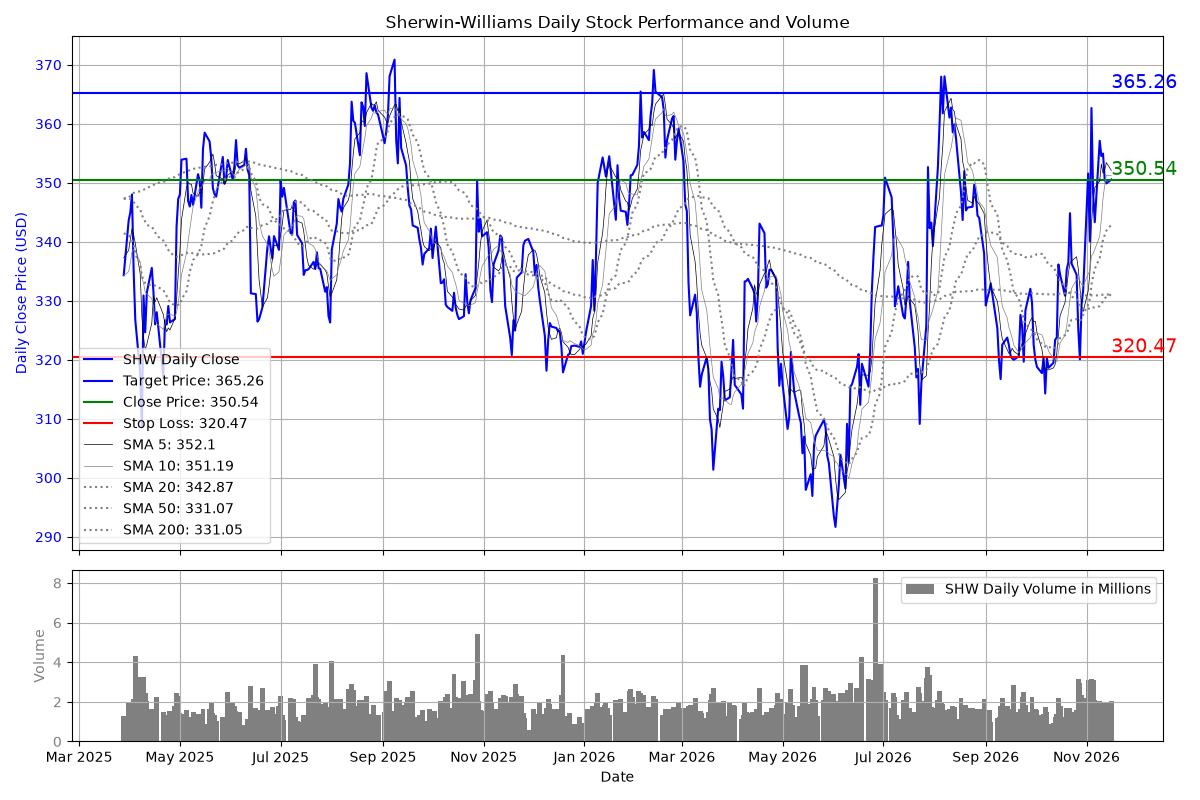 Sherwin-Williams Daily Stock Performance and Volume
Daily Close Price (USD)
370
360
350
340
330
320
310
300
290
365.26
350.54
320.47
SHW Daily Close
Target Price: 365.26
Close Price: 350.54
Stop Loss: 320.47
SMA 5: 352.1
SMA 10: 351.19
SMA 20: 342.87
SMA 50: 331.07
SMA 200: 331.05
Volume
8
6
4
2
0
SHW Daily Volume in Millions
Mar 2025 May 2025 Jul 2025 Sep 2025 Nov 2025 Jan 2026 Mar 2026 May 2026 Jul 2026 Sep 2026 Nov 2026
Date